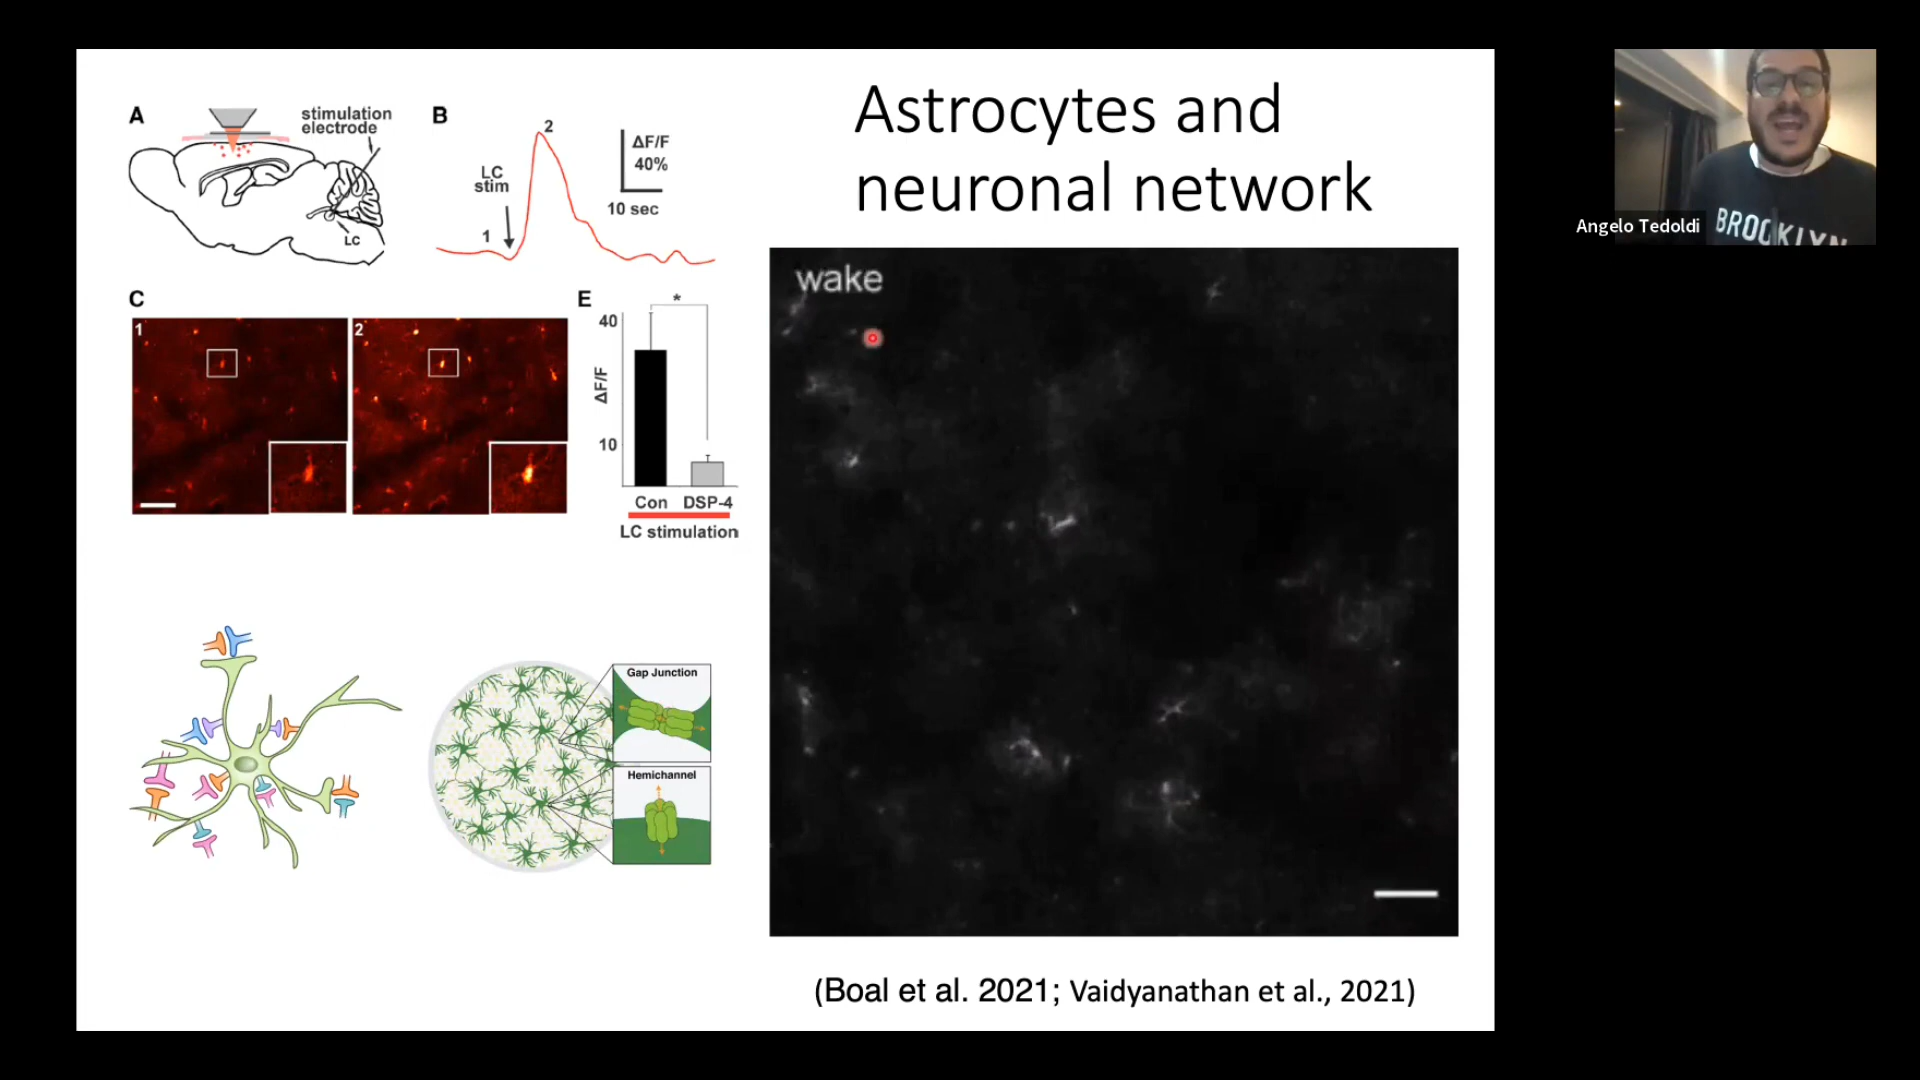 Astrocytes and
neuronal network
A
stimulation
electrode
LC
B
2
LC
stim
1
ΔF/F
40%
10 sec
C
1
2
E
*
40
10
ΔF/F
Con
DSP-4
LC stimulation
Gap Junction
Hemichannel
wake
(Boal et al. 2021; Vaidyanathan et al., 2021)
Angelo Tedoldi
BROOKLYN